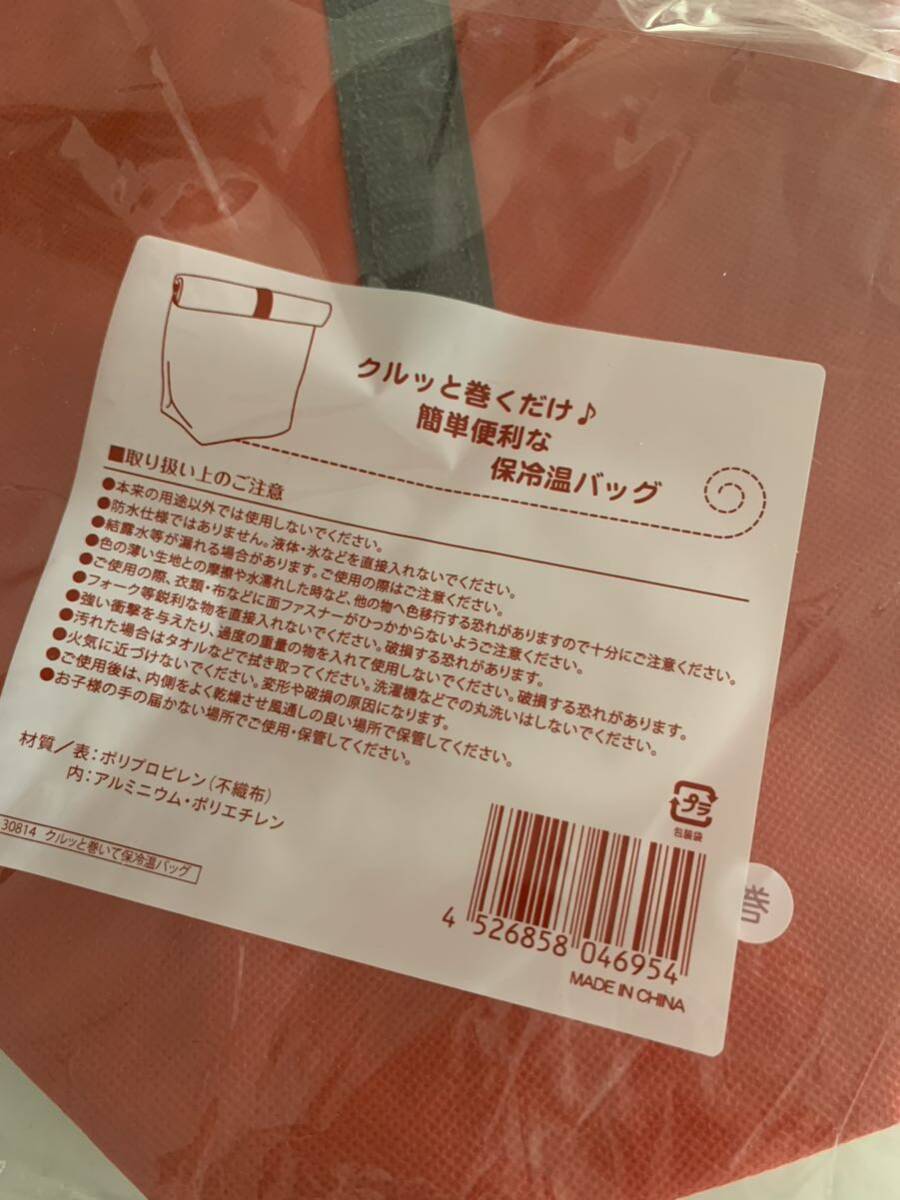 クルッと巻くだけ♪
簡単便利な
保冷温バッグ
■取り扱い上のご注意
●本来の用途以外では使用しないでください。
●防水仕様ではありません。液体・氷などを直接入れないでください。
●結露水等が漏れる場合があります。ご使用の際はご注意ください。
●色の薄い生地との摩擦や水濡れした時など、他の物へ色移行する恐れがありますので十分にご注意ください。
●ご使用の際、衣類・布などに面ファスナーがひっかからないようご注意ください。
●フォーク等鋭利な物を直接入れないでください。破損する恐れがあります。
●強い衝撃を与えたり、過度の重量の物を入れて使用しないでください。破損する恐れがあります。
●汚れた場合はタオルなどで拭き取ってください。洗濯機などでの丸洗いはしないでください。
●火気に近づけないでください。変形や破損の原因になります。
●ご使用後は、内側をよく乾燥させ風通しの良い場所で保管してください。
●お子様の手の届かない場所でご使用・保管してください。
材質／表：ポリプロピレン（不織布）
内：アルミニウム・ポリエチレン
30814 クルッと巻いて保冷温バッグ
プラ
包装袋
巻
4 526858 046954
MADE IN CHINA